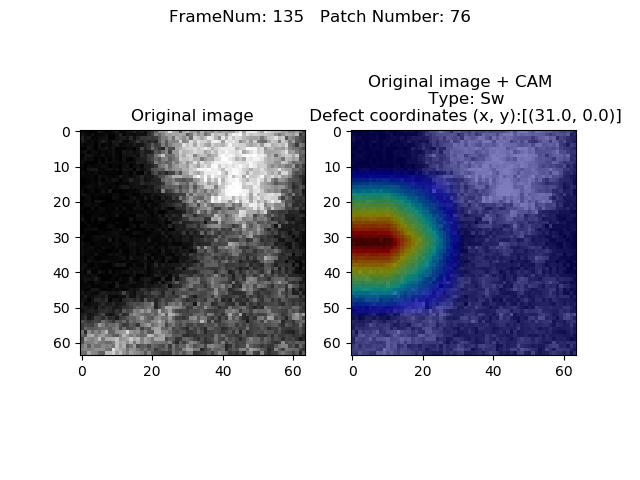 FrameNum: 135   Patch Number: 76
Original image
0
10
20
30
40
50
60
0 20 40 60
Original image + CAM
Type: Sw
Defect coordinates (x, y):[(31.0, 0.0)]
0
10
20
30
40
50
60
0 20 40 60